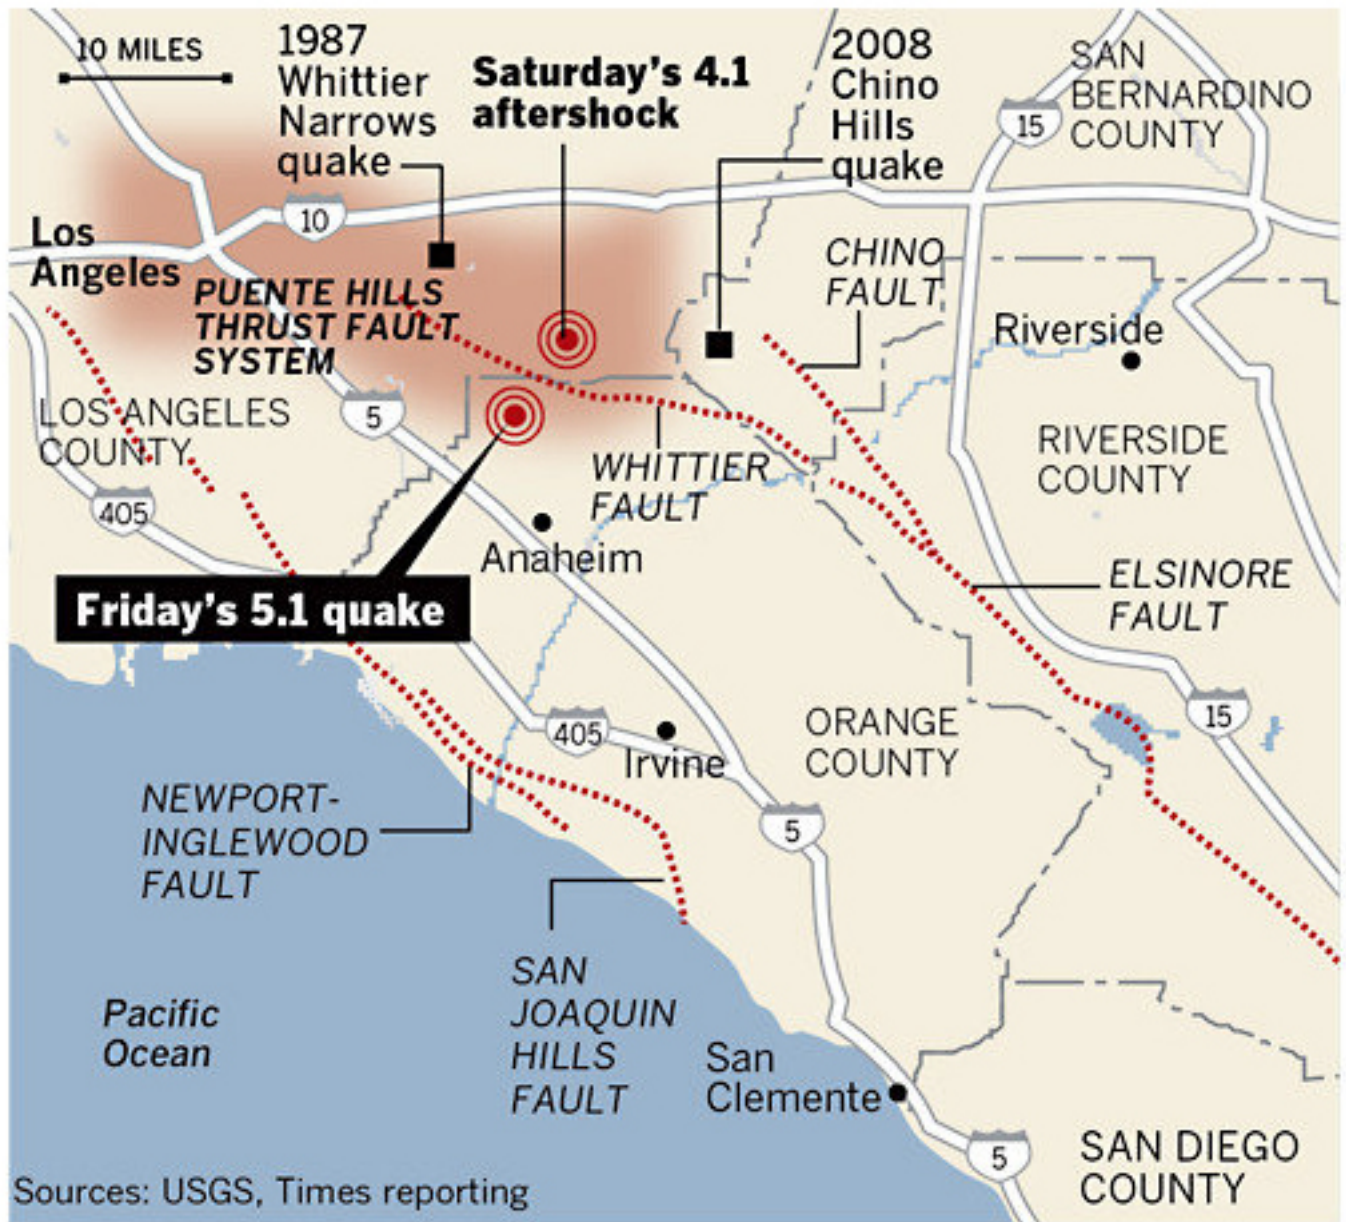 10 MILES
1987
Whittier
Narrows
quake
Saturday's 4.1
aftershock
2008
Chino
Hills
quake
SAN
BERNARDINO
COUNTY
15
10
Los
Angeles
PUENTE HILLS
THRUST FAULT
SYSTEM
CHINO
FAULT
Riverside
LOS ANGELES
COUNTY
5
WHITTIER
FAULT
RIVERSIDE
COUNTY
405
Anaheim
Friday's 5.1 quake
ELSINORE
FAULT
405
Irvine
ORANGE
COUNTY
15
NEWPORT-
INGLEWOOD
FAULT
5
SAN
JOAQUIN
HILLS
FAULT
Pacific
Ocean
San
Clemente
5
SAN DIEGO
COUNTY
Sources: USGS, Times reporting